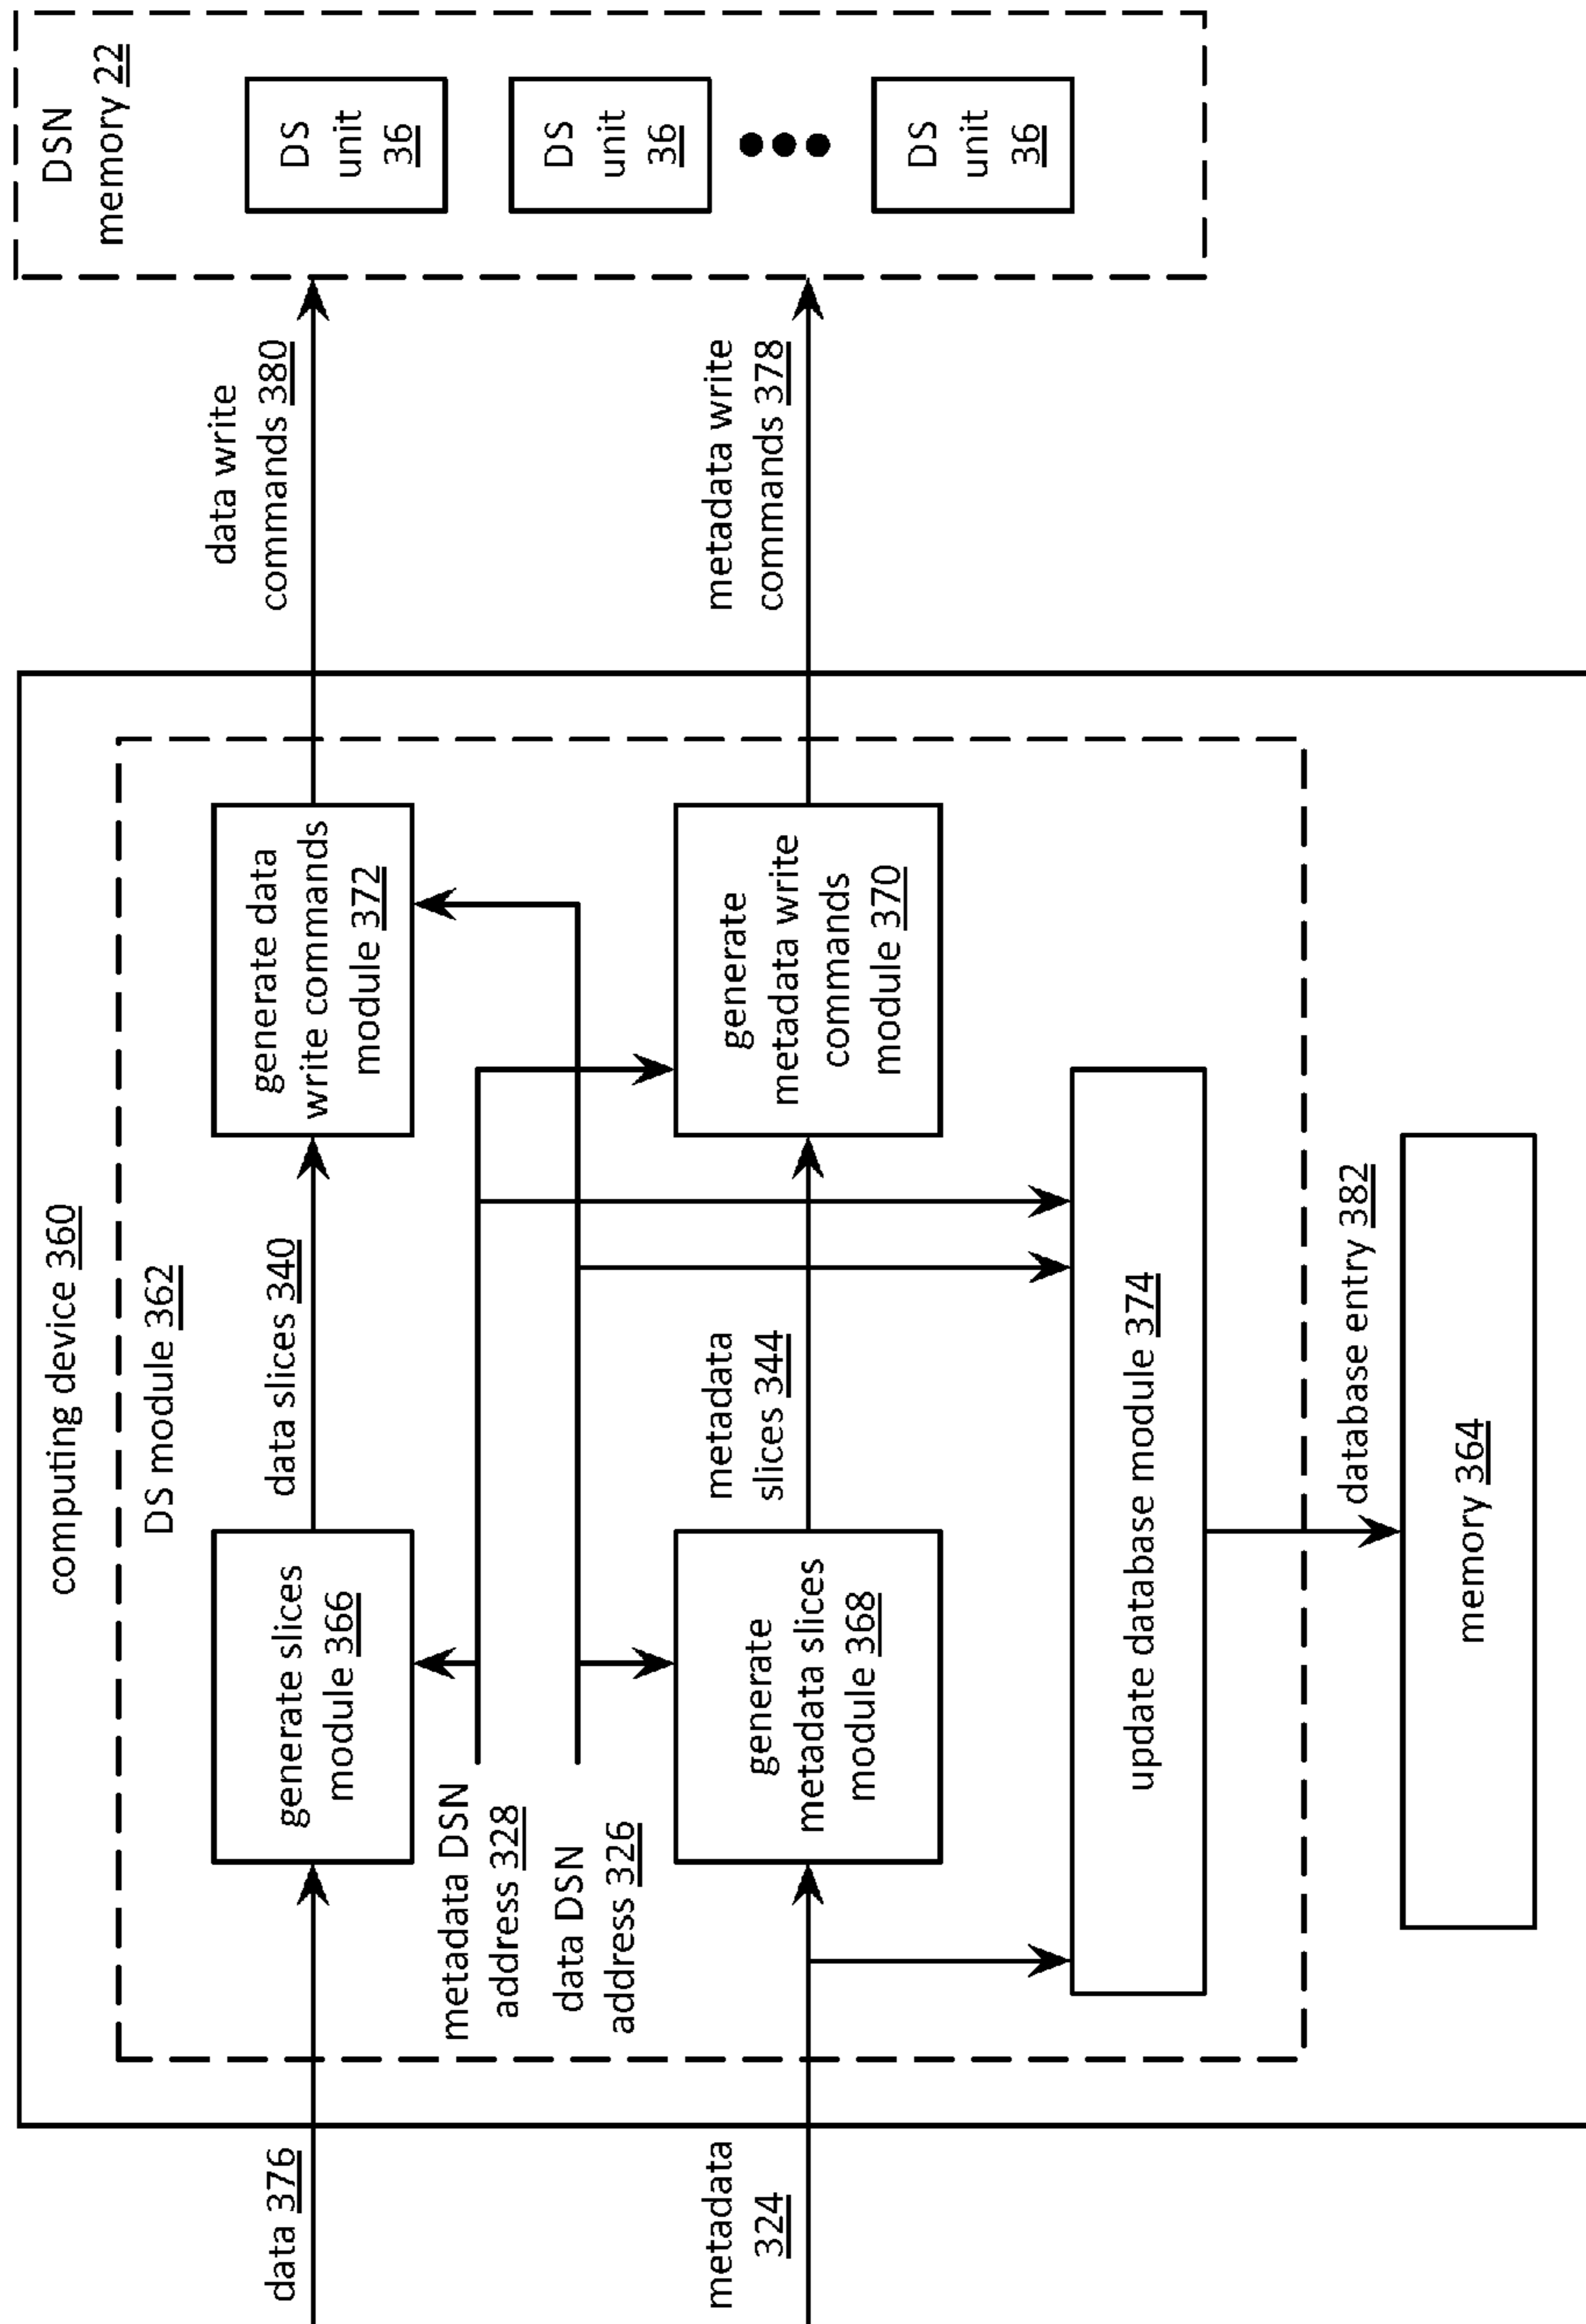 computing device 360
DS module 362
data 376
generate slices
module 366
data slices 340
generate data
write commands
module 372
data write
commands 380
DSN
memory 22
DS
unit
36
DS
unit
36
DS
unit
36
metadata DSN
address 328
data DSN
address 326
metadata
324
generate
metadata slices
module 368
metadata
slices 344
generate
metadata write
commands
module 370
metadata write
commands 378
update database module 374
database entry 382
memory 364